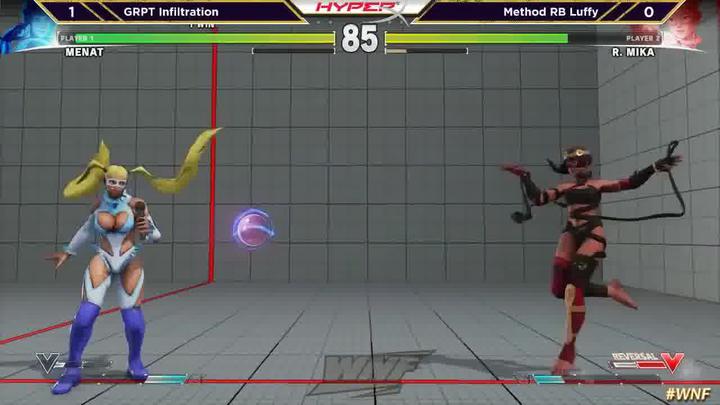 1 GRPT Infiltration HYPER Method RB Luffy 0
1 WIN
PLAYER 1 85 PLAYER 2
MENAT R. MIKA
REVERSAL
V V
WNF
#WNF